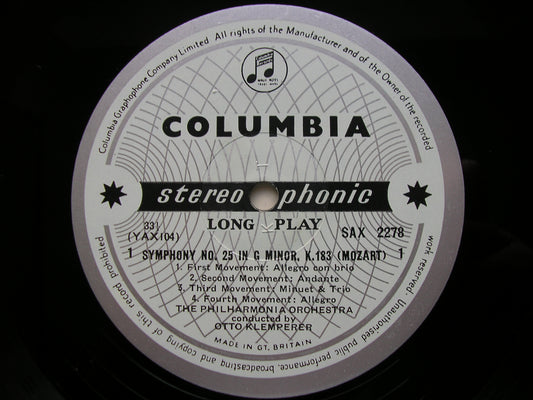 Columbia Graphophone Company Limited. All rights of the Manufacturer and of the Owner of the recorded
work reserved. Unauthorised public performance, broadcasting and copying of this record prohibited
COLUMBIA
stereo phonic
LONG PLAY
SAX 2278
33⅓
(YAX104)
1 SYMPHONY NO. 25 IN G MINOR, K.183 (MOZART) 1
1. First Movement: Allegro con brio
2. Second Movement: Andante
3. Third Movement: Minuet & Trio
4. Fourth Movement: Allegro
THE PHILHARMONIA ORCHESTRA
conducted by
OTTO KLEMPERER
MADE IN GT. BRITAIN